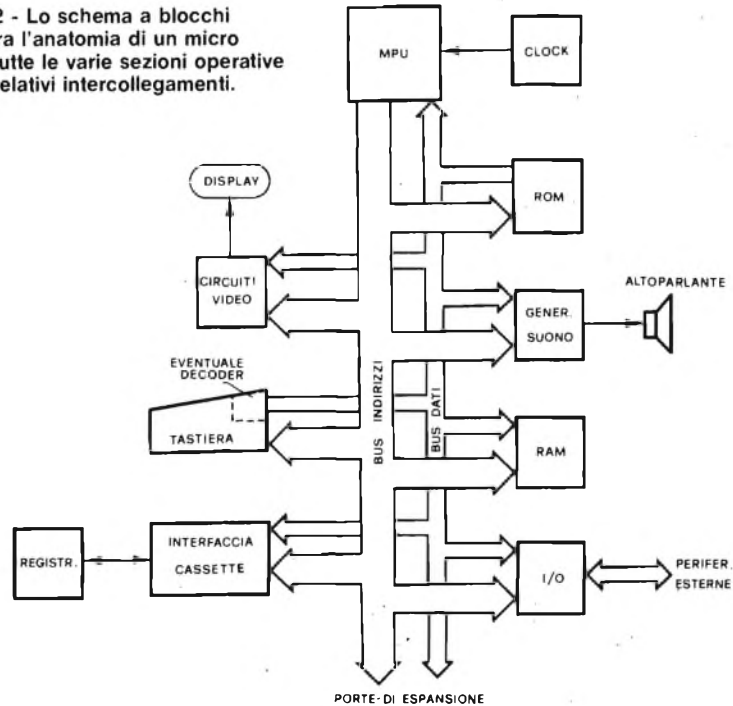 2 - Lo schema a blocchi
ra l'anatomia di un micro
utte le varie sezioni operative
elativi intercollegamenti.
MPU
CLOCK
DISPLAY
ROM
CIRCUITI
VIDEO
ALTOPARLANTE
GENER.
SUONO
EVENTUALE
DECODER
TASTIERA
BUS INDIRIZZI
BUS DATI
RAM
REGISTR.
INTERFACCIA
CASSETTE
I/O
PERIFER.
ESTERNE
PORTE-DI ESPANSIONE